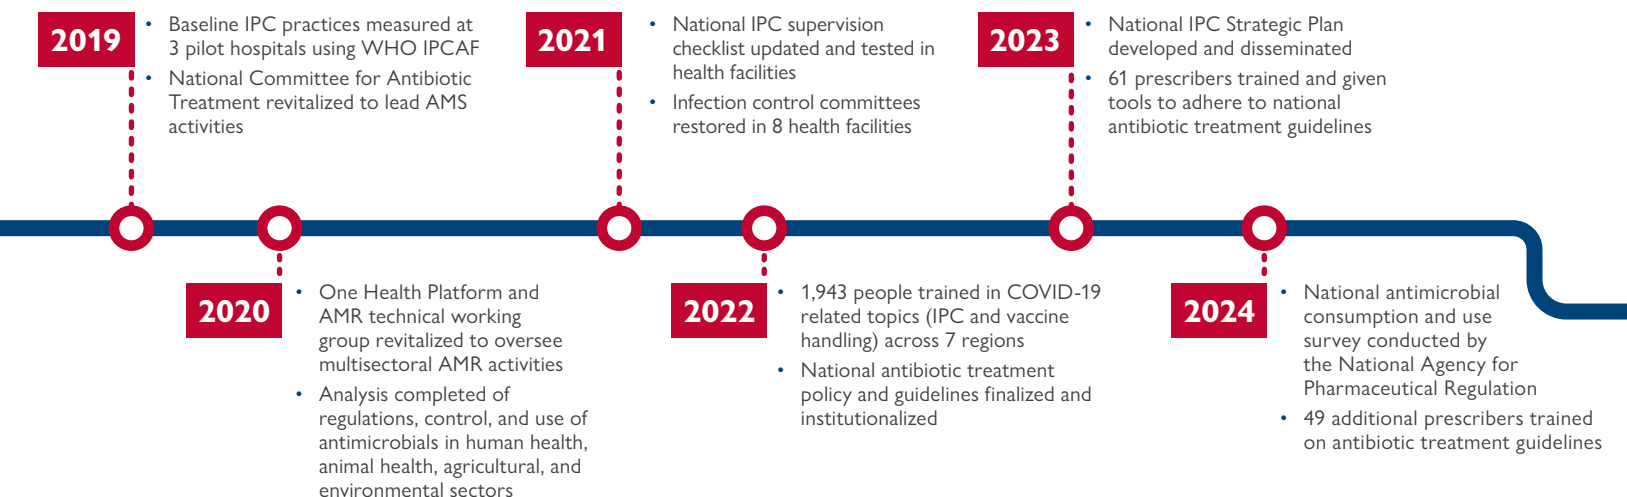 2019
• Baseline IPC practices measured at
3 pilot hospitals using WHO IPCAF
• National Committee for Antibiotic
Treatment revitalized to lead AMS
activities
2020
• One Health Platform and
AMR technical working
group revitalized to oversee
multisectoral AMR activities
• Analysis completed of
regulations, control, and use of
antimicrobials in human health,
animal health, agricultural, and
environmental sectors
2021
• National IPC supervision
checklist updated and tested in
health facilities
• Infection control committees
restored in 8 health facilities
2022
• 1,943 people trained in COVID-19
related topics (IPC and vaccine
handling) across 7 regions
• National antibiotic treatment
policy and guidelines finalized and
institutionalized
2023
• National IPC Strategic Plan
developed and disseminated
• 61 prescribers trained and given
tools to adhere to national
antibiotic treatment guidelines
2024
• National antimicrobial
consumption and use
survey conducted by
the National Agency for
Pharmaceutical Regulation
• 49 additional prescribers trained
on antibiotic treatment guidelines